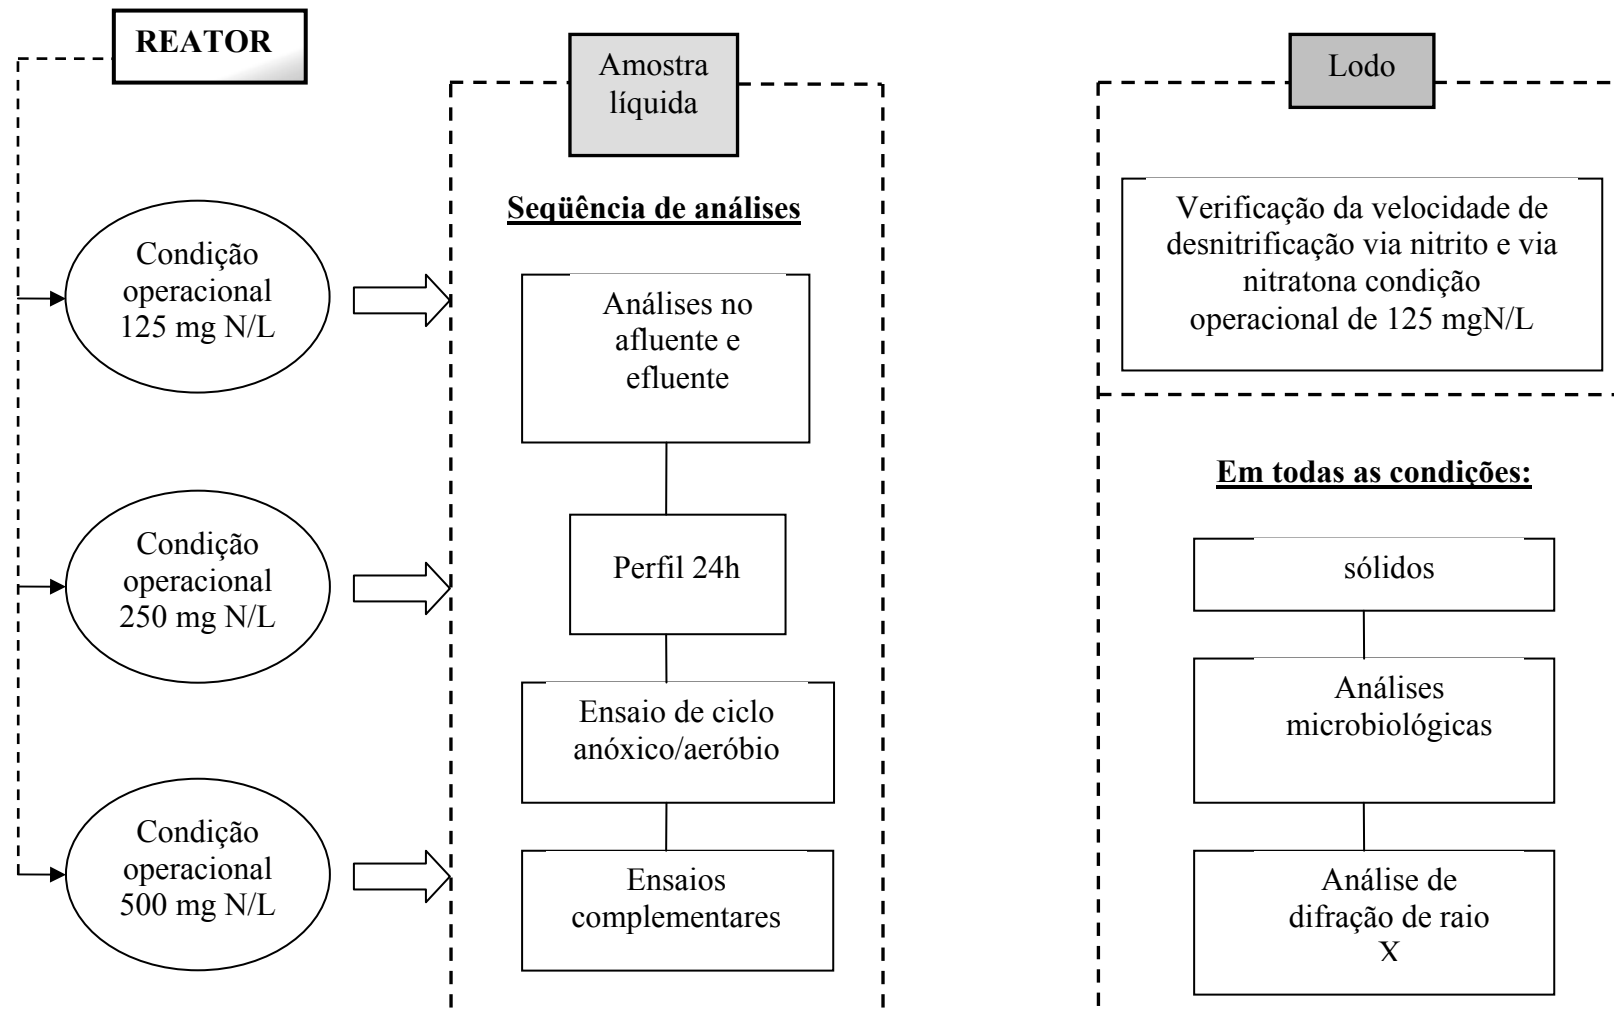 REATOR
Condição
operacional
125 mg N/L
Condição
operacional
250 mg N/L
Condição
operacional
500 mg N/L
Amostra
líquida
Seqüência de análises
Análises no
afluente e
efluente
Perfil 24h
Ensaio de ciclo
anóxico/aeróbio
Ensaios
complementares
Lodo
Verificação da velocidade de
desnitrificação via nitrito e via
nitratona condição
operacional de 125 mgN/L
Em todas as condições:
sólidos
Análises
microbiológicas
Análise de
difração de raio
X